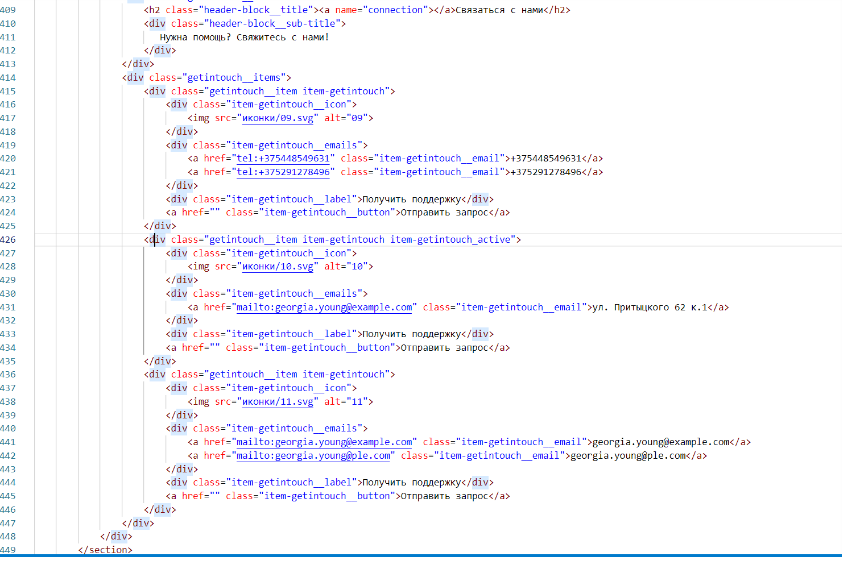 409 <h2 class="header-block__title"><a name="connection"></a>Связаться с нами</h2>
410 <div class="header-block__sub-title">
411 Нужна помощь? Свяжитесь с нами!
412 </div>
413 </div>
414 <div class="getintouch__items">
415 <div class="getintouch__item item-getintouch">
416 <div class="item-getintouch__icon">
417 <img src="иконки/09.svg" alt="09">
418 </div>
419 <div class="item-getintouch__emails">
420 <a href="tel:+375448549631" class="item-getintouch__email">+375448549631</a>
421 <a href="tel:+375291278496" class="item-getintouch__email">+375291278496</a>
422 </div>
423 <div class="item-getintouch__label">Получить поддержку</div>
424 <a href="" class="item-getintouch__button">Отправить запрос</a>
425 </div>
426 <div class="getintouch__item item-getintouch item-getintouch_active">
427 <div class="item-getintouch__icon">
428 <img src="иконки/10.svg" alt="10">
429 </div>
430 <div class="item-getintouch__emails">
431 <a href="mailto:georgia.young@example.com" class="item-getintouch__email">ул. Притыцкого 62 к.1</a>
432 </div>
433 <div class="item-getintouch__label">Получить поддержку</div>
434 <a href="" class="item-getintouch__button">Отправить запрос</a>
435 </div>
436 <div class="getintouch__item item-getintouch">
437 <div class="item-getintouch__icon">
438 <img src="иконки/11.svg" alt="11">
439 </div>
440 <div class="item-getintouch__emails">
441 <a href="mailto:georgia.young@example.com" class="item-getintouch__email">georgia.young@example.com</a>
442 <a href="mailto:georgia.young@ple.com" class="item-getintouch__email">georgia.young@ple.com</a>
443 </div>
444 <div class="item-getintouch__label">Получить поддержку</div>
445 <a href="" class="item-getintouch__button">Отправить запрос</a>
446 </div>
447 </div>
448 </div>
449 </section>